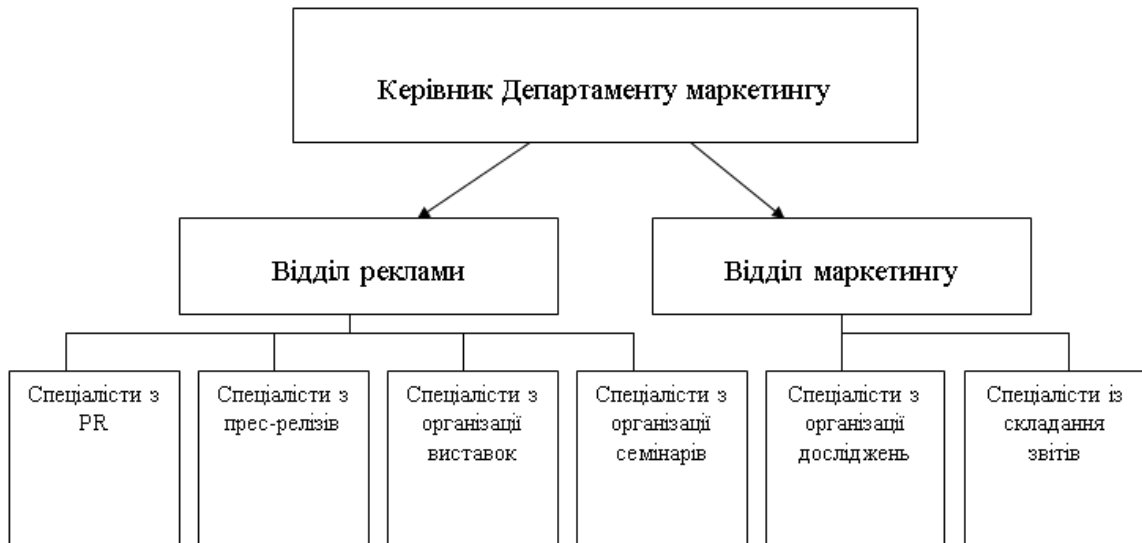 Керівник Департаменту маркетингу
Відділ реклами
Відділ маркетингу
Спеціалісти з
PR
Спеціалісти з
прес-релізів
Спеціалісти з
організації
виставок
Спеціалісти з
організації
семінарів
Спеціалісти з
організації
досліджень
Спеціалісти із
складання
звітів